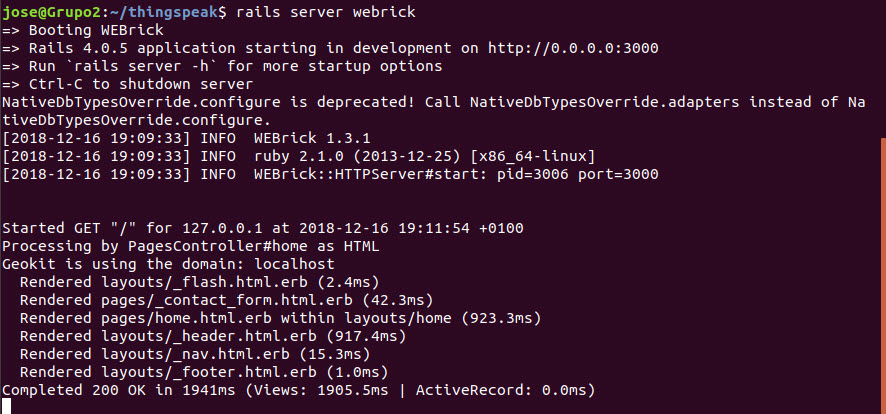 jose@Grupo2:~/thingspeak$ rails server webrick
=> Booting WEBrick
=> Rails 4.0.5 application starting in development on http://0.0.0.0:3000
=> Run `rails server -h` for more startup options
=> Ctrl-C to shutdown server
NativeDbTypesOverride.configure is deprecated! Call NativeDbTypesOverride.adapters instead of Na
tiveDbTypesOverride.configure.
[2018-12-16 19:09:33] INFO  WEBrick 1.3.1
[2018-12-16 19:09:33] INFO  ruby 2.1.0 (2013-12-25) [x86_64-linux]
[2018-12-16 19:09:33] INFO  WEBrick::HTTPServer#start: pid=3006 port=3000
Started GET "/" for 127.0.0.1 at 2018-12-16 19:11:54 +0100
Processing by PagesController#home as HTML
Geokit is using the domain: localhost
  Rendered layouts/_flash.html.erb (2.4ms)
  Rendered pages/_contact_form.html.erb (42.3ms)
  Rendered pages/home.html.erb within layouts/home (923.3ms)
  Rendered layouts/_header.html.erb (917.4ms)
  Rendered layouts/_nav.html.erb (15.3ms)
  Rendered layouts/_footer.html.erb (1.0ms)
Completed 200 OK in 1941ms (Views: 1905.5ms | ActiveRecord: 0.0ms)